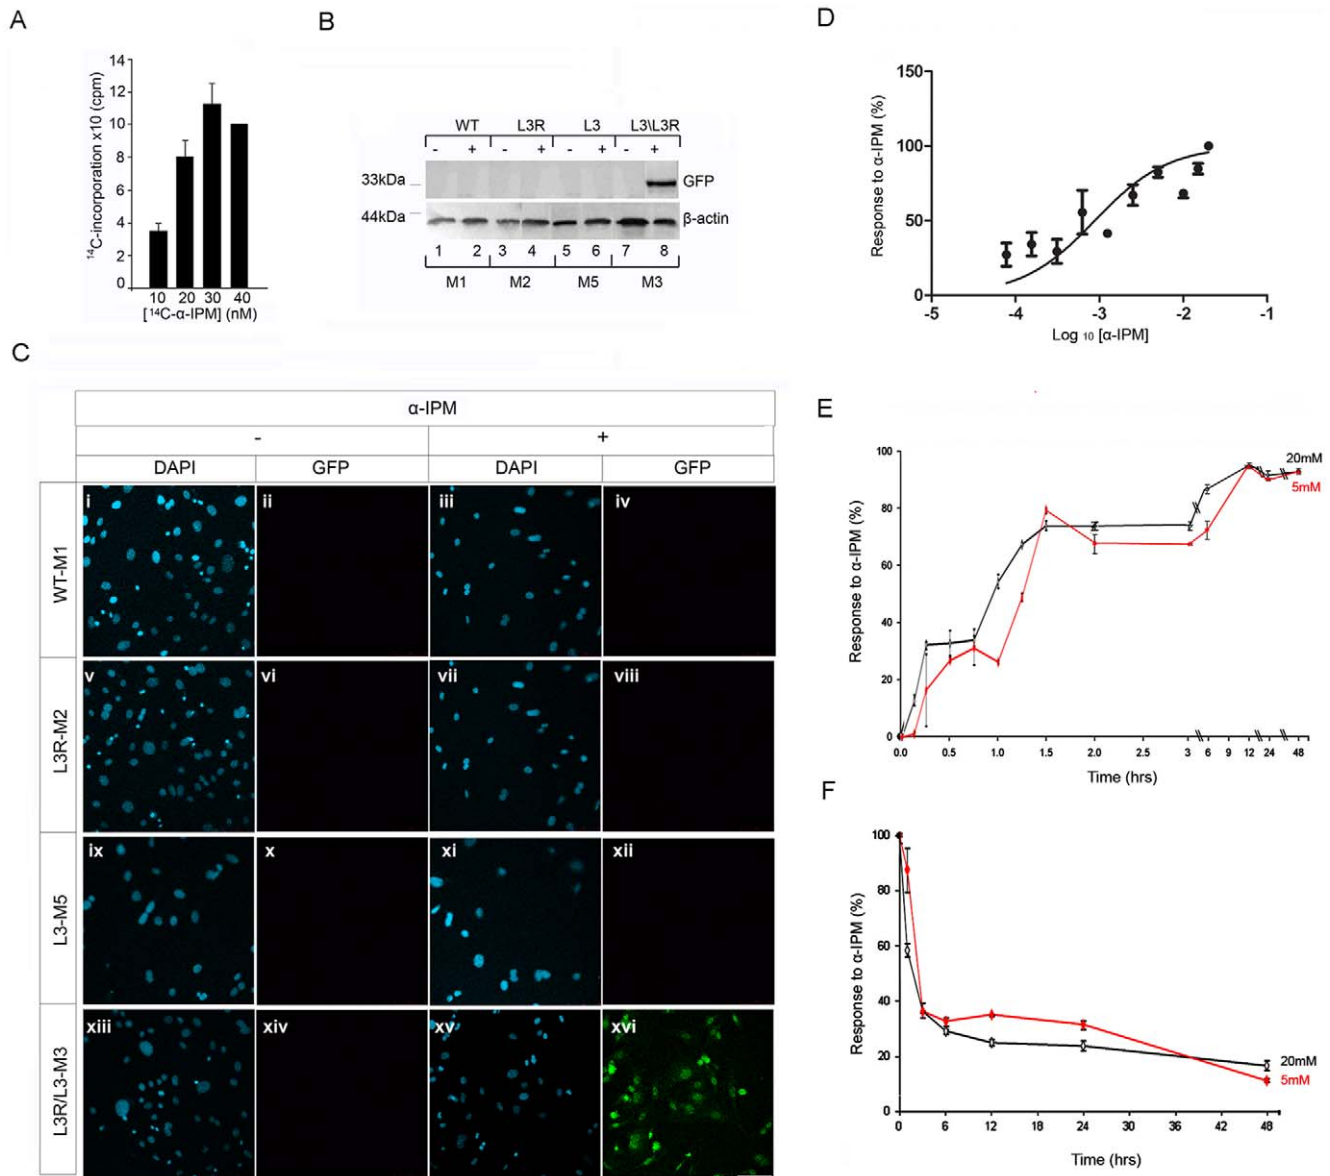 A
14
12
10
8
6
4
2
0
¹⁴C-incorporation x10 (cpm)
10 20 30 40
[¹⁴C-α-IPM] (nM)
B
WT L3R L3 L3\L3R
- + - + - + - +
33kDa GFP
44kDa β-actin
1 2 3 4 5 6 7 8
M1 M2 M5 M3
C
α-IPM
- +
DAPI GFP DAPI GFP
WT-M1
i ii iii iv
L3R-M2
v vi vii viii
L3-M5
ix x xi xii
L3R/L3-M3
xiii xiv xv xvi
D
150
100
50
0
Response to α-IPM (%)
-5 -4 -3 -2 -1
Log 10 [α-IPM]
E
100
80
60
40
20
0
Response to α-IPM (%)
20mM
5mM
0.0 0.5 1.0 1.5 2.0 2.5 3 6 9 12 24 48
Time (hrs)
F
100
80
60
40
20
0
Response to α-IPM (%)
20mM
5mM
0 6 12 18 24 30 36 42 48
Time (hrs)